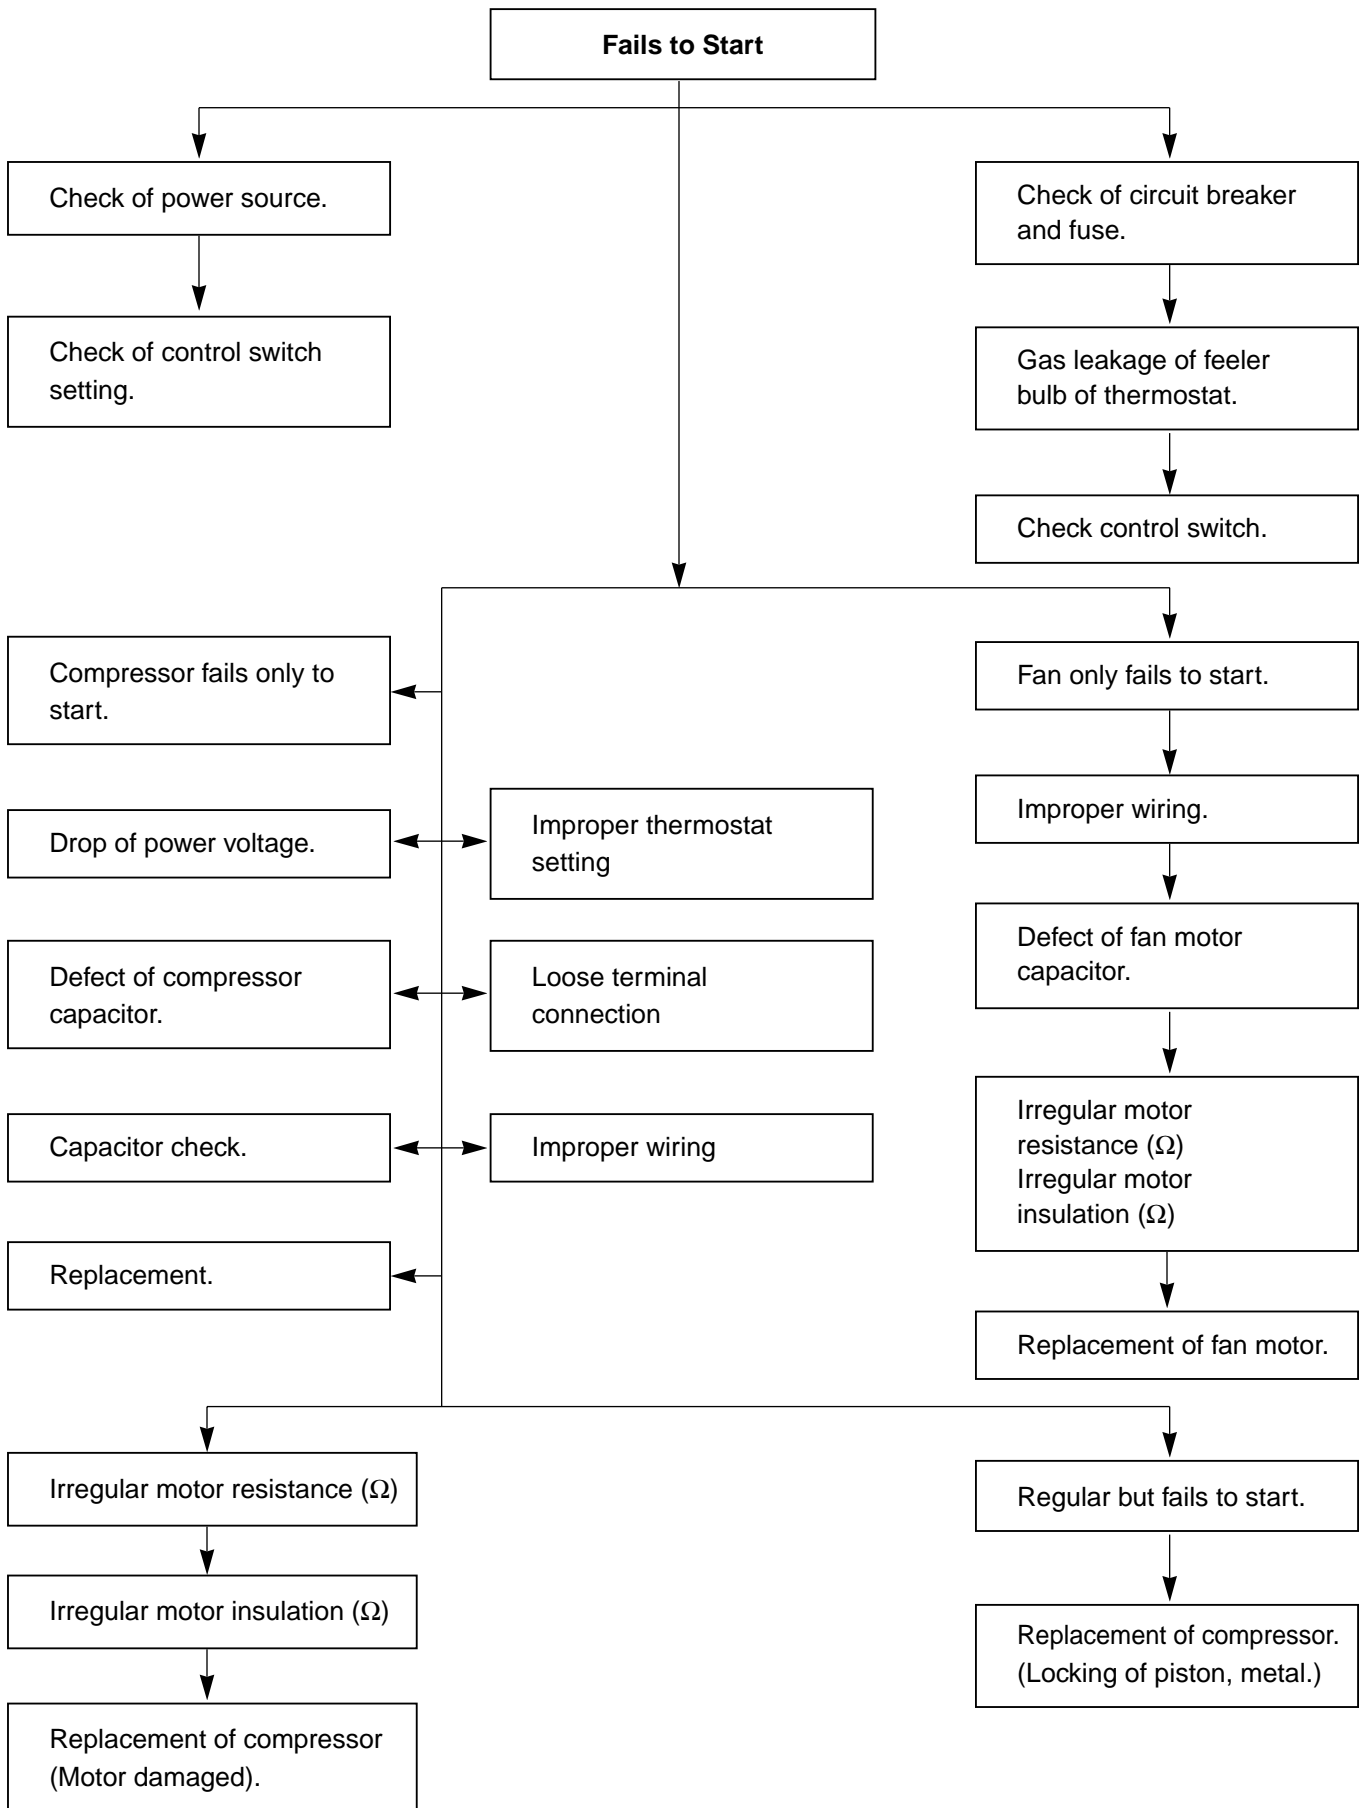 Fails to Start
Check of power source.
Check of circuit breaker
and fuse.
Check of control switch
setting.
Gas leakage of feeler
bulb of thermostat.
Check control switch.
Compressor fails only to
start.
Fan only fails to start.
Drop of power voltage.
Improper thermostat
setting
Improper wiring.
Defect of compressor
capacitor.
Loose terminal
connection
Defect of fan motor
capacitor.
Capacitor check.
Improper wiring
Irregular motor
resistance (Ω)
Irregular motor
insulation (Ω)
Replacement.
Replacement of fan motor.
Irregular motor resistance (Ω)
Regular but fails to start.
Irregular motor insulation (Ω)
Replacement of compressor.
(Locking of piston, metal.)
Replacement of compressor
(Motor damaged).